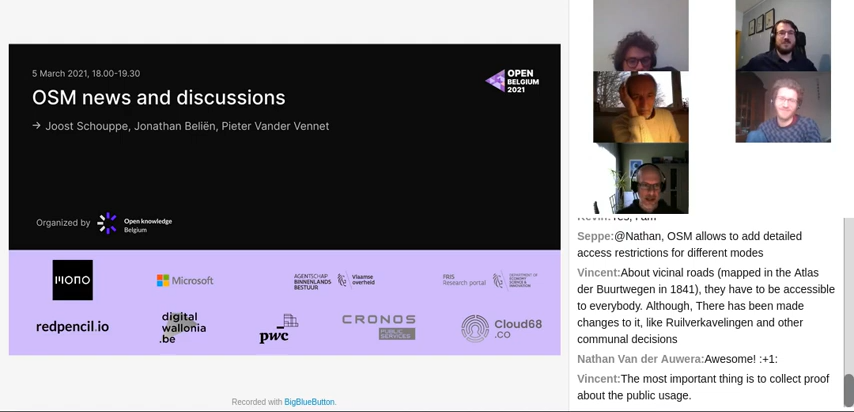 5 March 2021, 18.00-19.30
OSM news and discussions
→ Joost Schouppe, Jonathan Beliën, Pieter Vander Vennet
OPEN
BELGIUM
2021
Organized by
Open knowledge
Belgium
MONO
Microsoft
AGENTSCHAP
BINNENLANDS
BESTUUR
Vlaamse
overheid
FRIS
Research portal
DEPARTMENT OF
ECONOMY
SCIENCE &
INNOVATION
redpencil.io
digital
wallonia
.be
pwc
CRONOS
PUBLIC
SERVICES
Cloud68
.CO
Recorded with BigBlueButton.
Seppe:@Nathan, OSM allows to add detailed
access restrictions for different modes
Vincent:About vicinal roads (mapped in the Atlas
der Buurtwegen in 1841), they have to be accessible
to everybody. Although, There has been made
changes to it, like Ruilverkavelingen and other
communal decisions
Nathan Van der Auwera:Awesome! :+1:
Vincent:The most important thing is to collect proof
about the public usage.